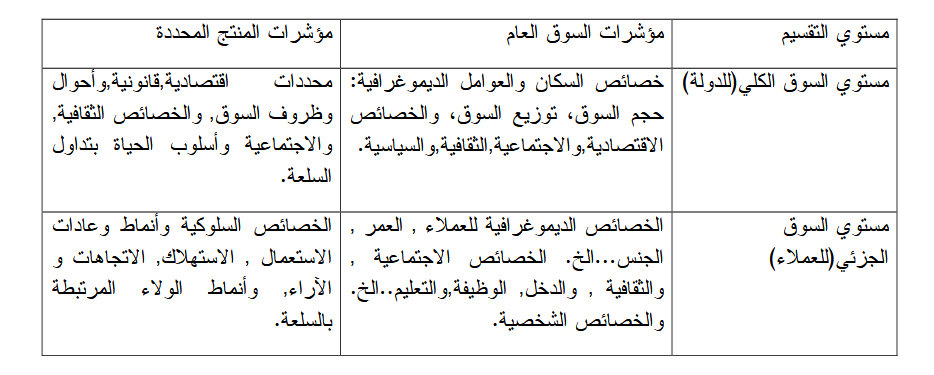 مستوي التقسيم
مؤشرات السوق العام
مؤشرات المنتج المحددة
مستوي السوق الكلي(للدولة)
خصائص السكان والعوامل الديموغرافية:
حجم السوق، توزيع السوق، والخصائص
الاقتصادية,والاجتماعية,الثقافية,والسياسية.
محددات اقتصادية,قانونية,وأحوال
وظروف السوق, والخصائص الثقافية,
والاجتماعية وأسلوب الحياة بتداول
السلعة.
مستوي السوق
الجزئي(للعملاء)
الخصائص الديموغرافية للعملاء , العمر ,
الجنس...الخ. الخصائص الاجتماعية ,
والثقافية , والدخل, الوظيفة,والتعليم..الخ.
والخصائص الشخصية.
الخصائص السلوكية وأنماط وعادات
الاستعمال , الاستهلاك, الاتجاهات و
الآراء, وأنماط الولاء المرتبطة
بالسلعة.